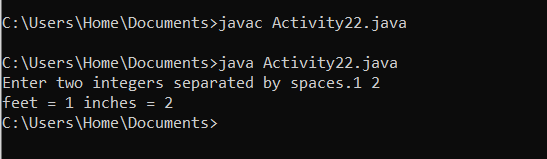 C:\Users\Home\Documents>javac Activity22.java
C:\Users\Home\Documents>java Activity22.java
Enter two integers separated by spaces.1 2
feet = 1 inches = 2
C:\Users\Home\Documents>